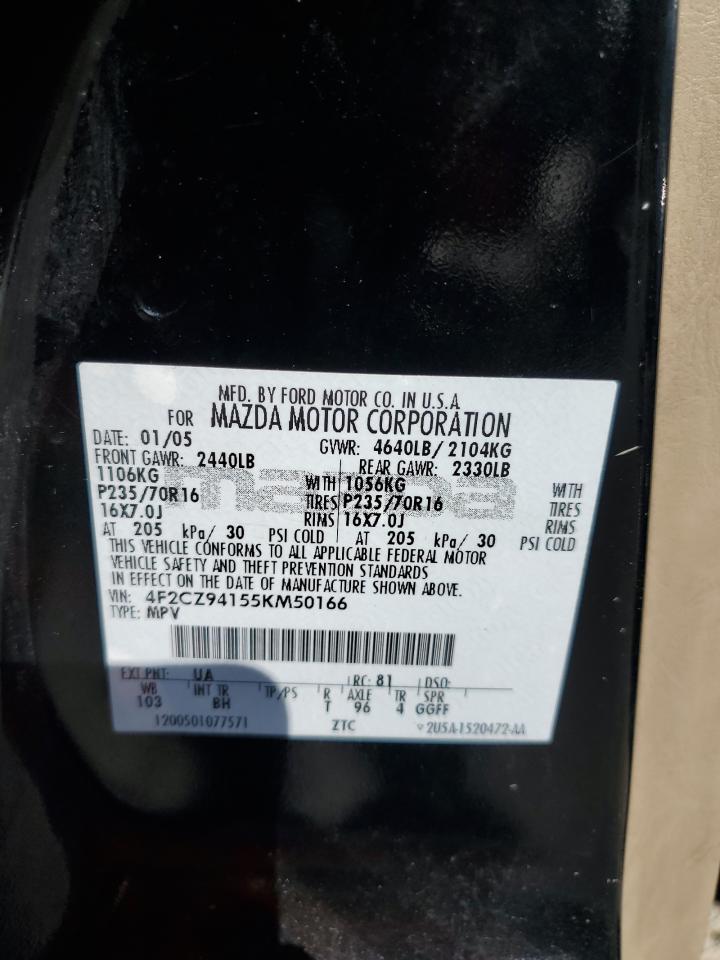 MFD. BY FORD MOTOR CO. IN U.S.A
FOR MAZDA MOTOR CORPORATION
DATE: 01/05 GVWR: 4640LB/ 2104KG
FRONT GAWR: 2440LB REAR GAWR: 2330LB
1106KG WITH 1056KG WITH
P235/70R16 TIRES P235/70R16 TIRES
16X7.0J RIMS 16X7.0J RIMS
AT 205 kPa/ 30 PSI COLD AT 205 kPa/ 30 PSI COLD
mazda
THIS VEHICLE CONFORMS TO ALL APPLICABLE FEDERAL MOTOR
VEHICLE SAFETY AND THEFT PREVENTION STANDARDS
IN EFFECT ON THE DATE OF MANUFACTURE SHOWN ABOVE.
VIN: 4F2CZ94155KM50166
TYPE: MPV
EXT PNT: UA RC: 81 DSO:
WB INT TR TP/PS R AXLE TR SPR
103 BH T 96 4 GGFF
1200501077571 ZTC 2U5A-1520472-AA